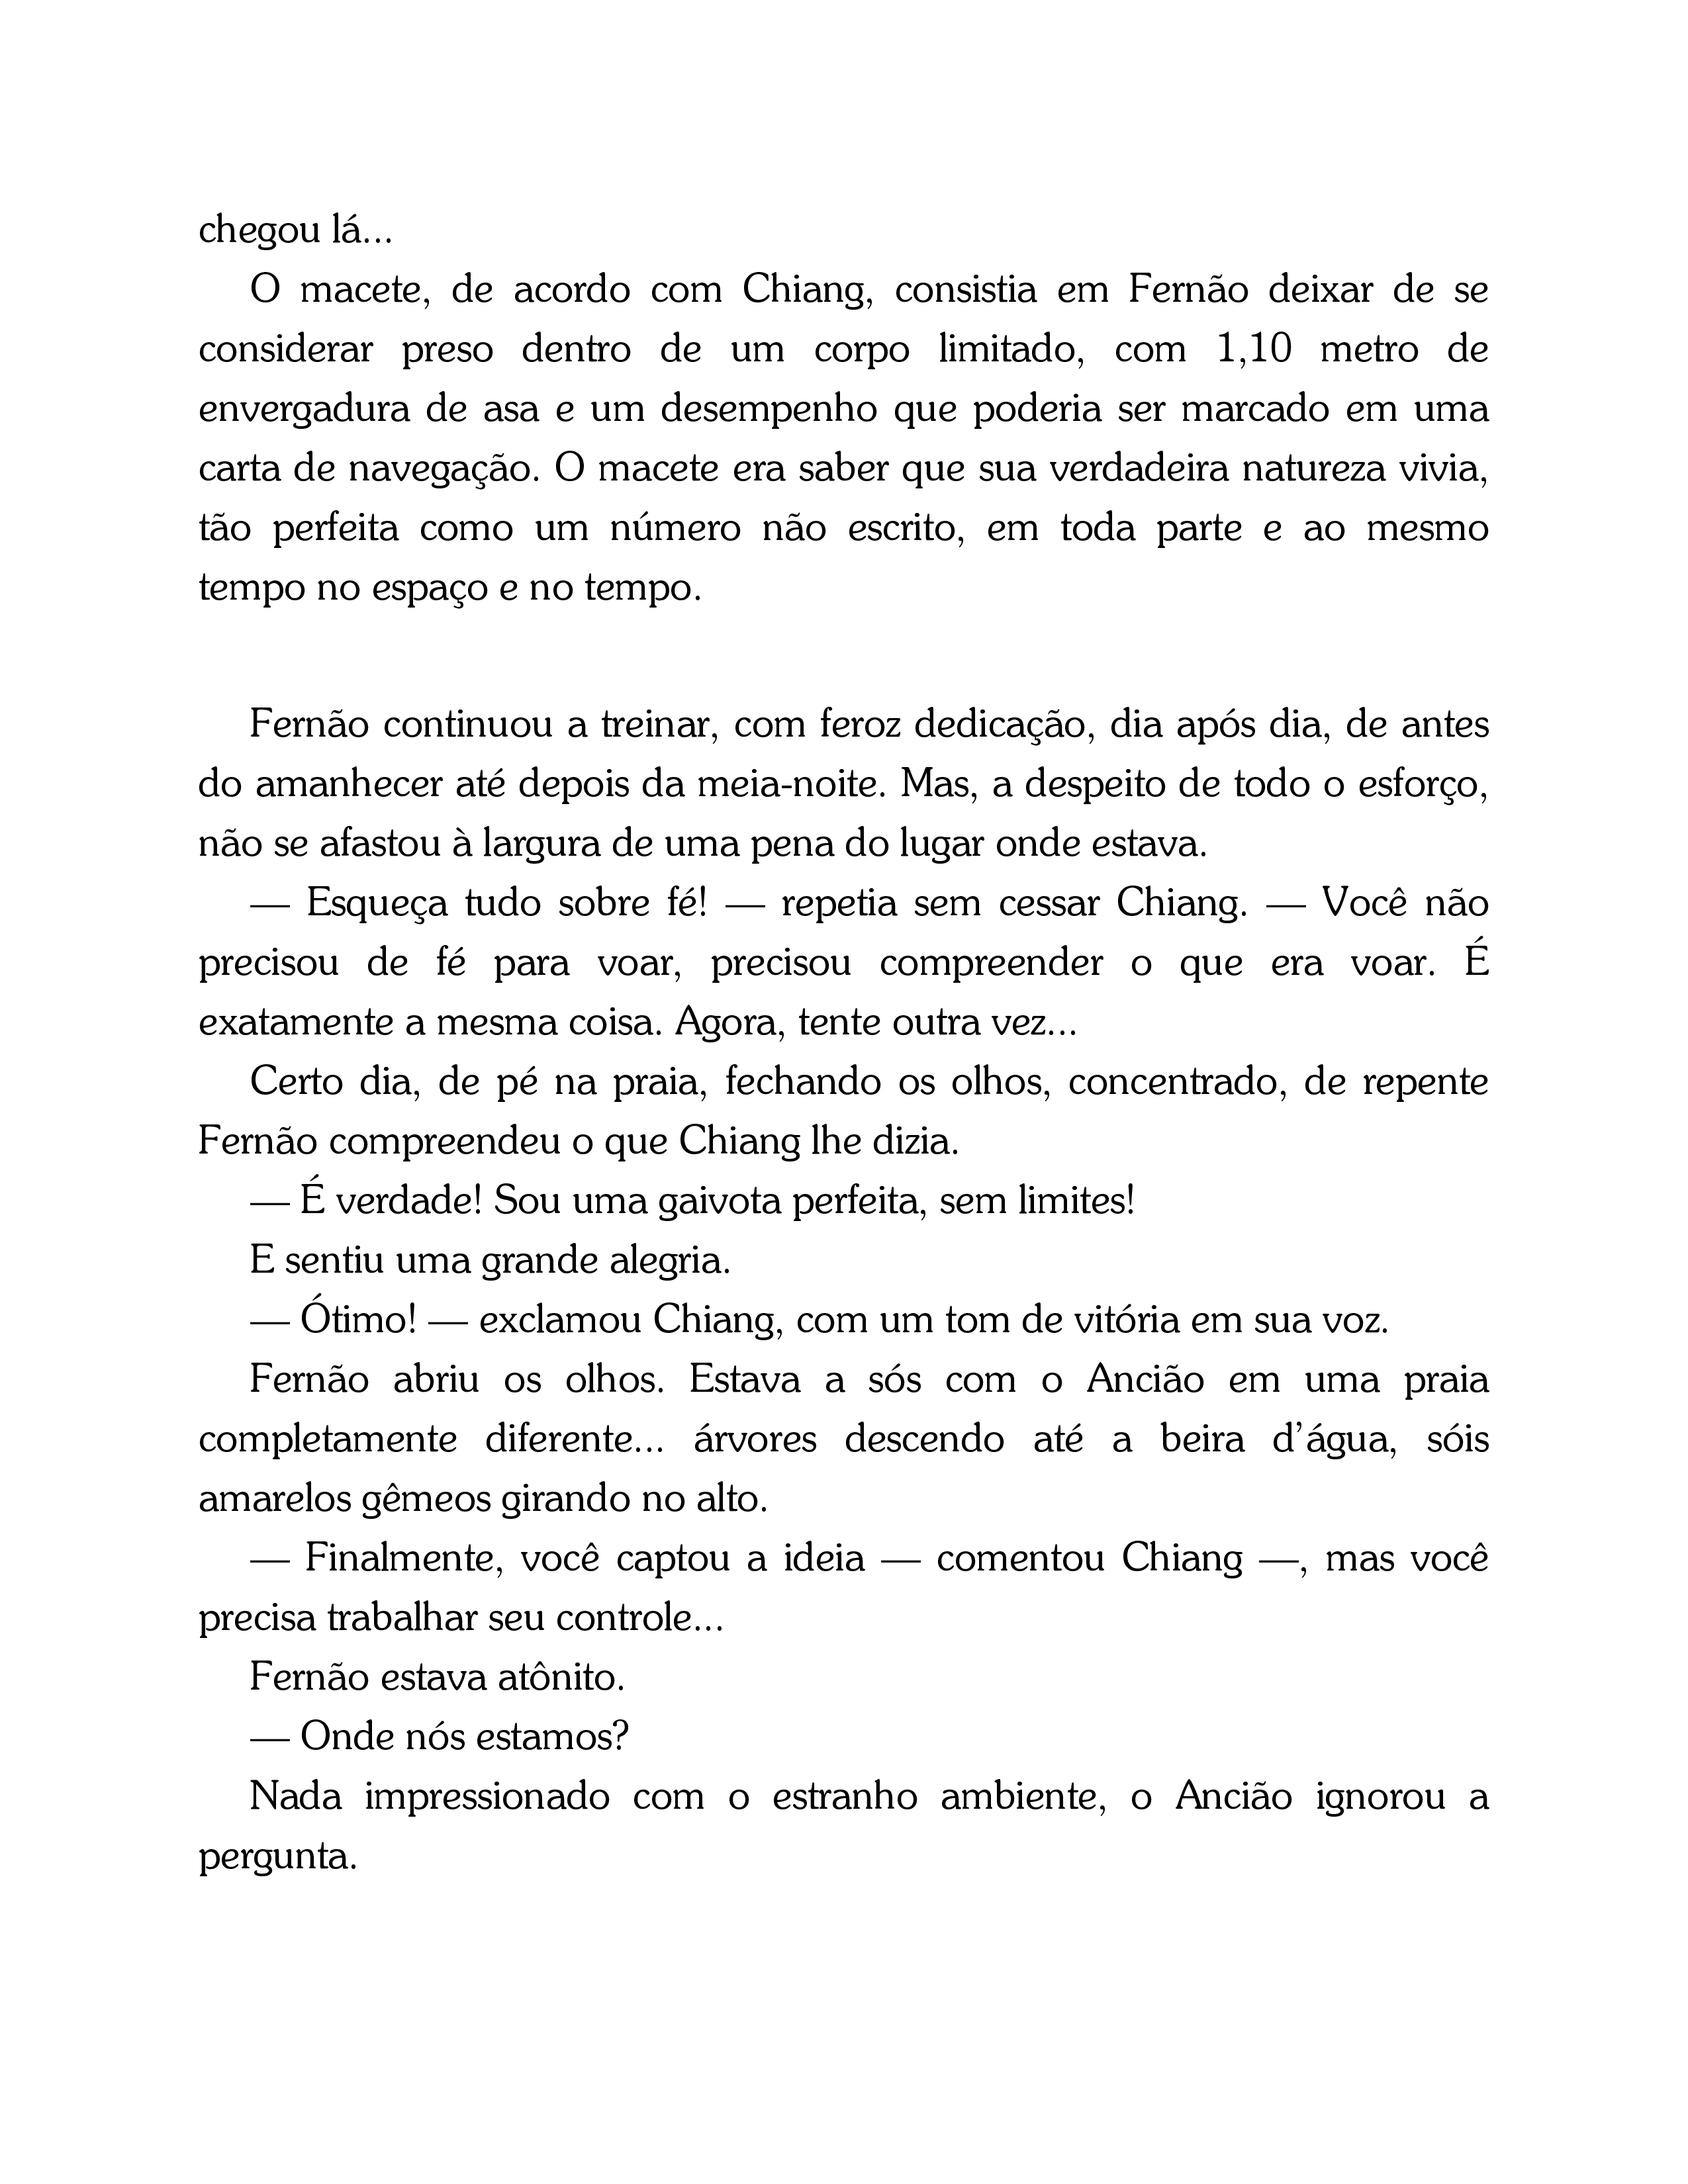 chegou lá...
O macete, de acordo com Chiang, consistia em Fernão deixar de se
considerar preso dentro de um corpo limitado, com 1,10 metro de
envergadura de asa e um desempenho que poderia ser marcado em uma
carta de navegação. O macete era saber que sua verdadeira natureza vivia,
tão perfeita como um número não escrito, em toda parte e ao mesmo
tempo no espaço e no tempo.
Fernão continuou a treinar, com feroz dedicação, dia após dia, de antes
do amanhecer até depois da meia-noite. Mas, a despeito de todo o esforço,
não se afastou à largura de uma pena do lugar onde estava.
— Esqueça tudo sobre fé! — repetia sem cessar Chiang. — Você não
precisou de fé para voar, precisou compreender o que era voar. É
exatamente a mesma coisa. Agora, tente outra vez...
Certo dia, de pé na praia, fechando os olhos, concentrado, de repente
Fernão compreendeu o que Chiang lhe dizia.
— É verdade! Sou uma gaivota perfeita, sem limites!
E sentiu uma grande alegria.
— Ótimo! — exclamou Chiang, com um tom de vitória em sua voz.
Fernão abriu os olhos. Estava a sós com o Ancião em uma praia
completamente diferente... árvores descendo até a beira d’água, sóis
amarelos gêmeos girando no alto.
— Finalmente, você captou a ideia — comentou Chiang —, mas você
precisa trabalhar seu controle...
Fernão estava atônito.
— Onde nós estamos?
Nada impressionado com o estranho ambiente, o Ancião ignorou a
pergunta.